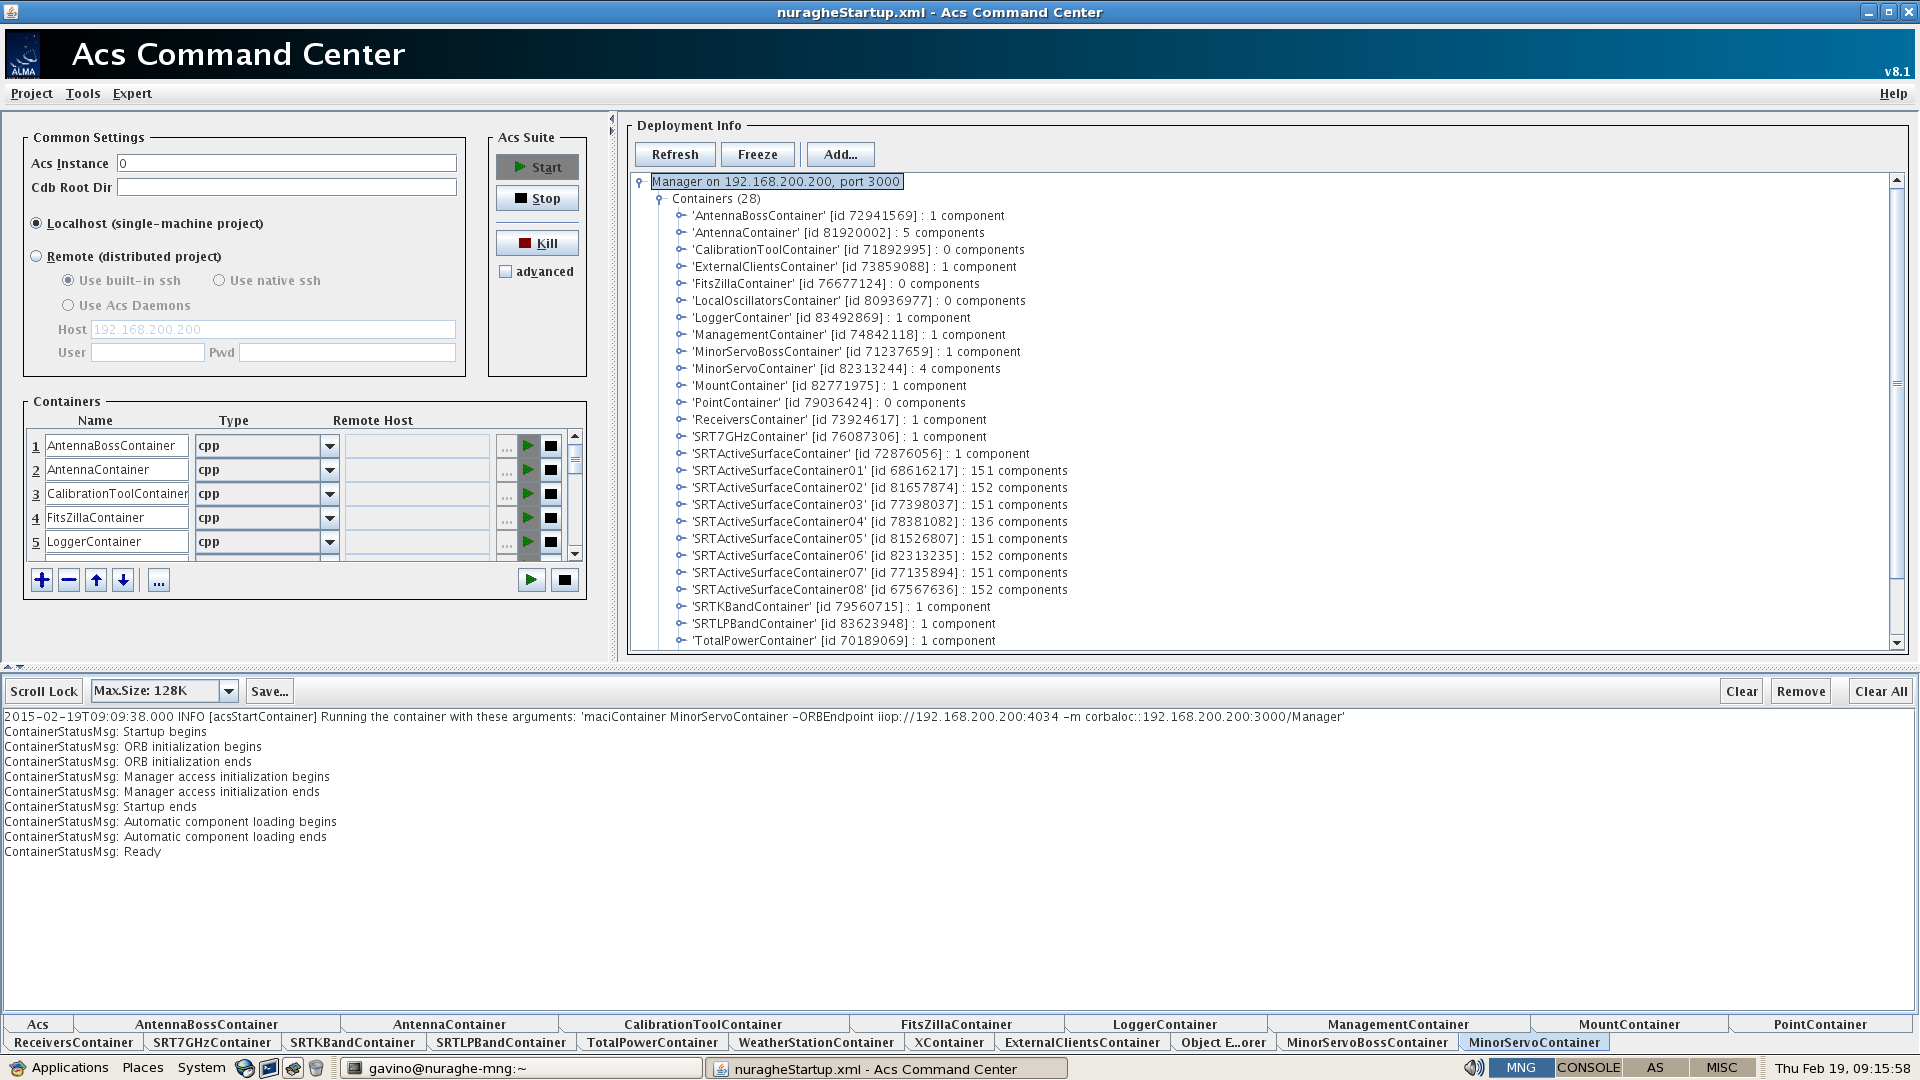 nuragheStartup.xml - Acs Command Center
ALMA
Acs Command Center
v8.1
Project Tools Expert Help
Common Settings
Acs Instance 0
Cdb Root Dir
Localhost (single-machine project)
Remote (distributed project)
Use built-in ssh Use native ssh
Use Acs Daemons
Host 192.168.200.200
User Pwd
Acs Suite
Start
Stop
Kill
advanced
Containers
Name Type Remote Host
1 AntennaBossContainer cpp ...
2 AntennaContainer cpp ...
3 CalibrationToolContainer cpp ...
4 FitsZillaContainer cpp ...
5 LoggerContainer cpp ...
...
Deployment Info
Refresh Freeze Add...
Manager on 192.168.200.200, port 3000
Containers (28)
'AntennaBossContainer' [id 72941569] : 1 component
'AntennaContainer' [id 81920002] : 5 components
'CalibrationToolContainer' [id 71892995] : 0 components
'ExternalClientsContainer' [id 73859088] : 1 component
'FitsZillaContainer' [id 76677124] : 0 components
'LocalOscillatorsContainer' [id 80936977] : 0 components
'LoggerContainer' [id 83492869] : 1 component
'ManagementContainer' [id 74842118] : 1 component
'MinorServoBossContainer' [id 71237659] : 1 component
'MinorServoContainer' [id 82313244] : 4 components
'MountContainer' [id 82771975] : 1 component
'PointContainer' [id 79036424] : 0 components
'ReceiversContainer' [id 73924617] : 1 component
'SRT7GHzContainer' [id 76087306] : 1 component
'SRTActiveSurfaceContainer' [id 72876056] : 1 component
'SRTActiveSurfaceContainer01' [id 68616217] : 151 components
'SRTActiveSurfaceContainer02' [id 81657874] : 152 components
'SRTActiveSurfaceContainer03' [id 77398037] : 151 components
'SRTActiveSurfaceContainer04' [id 78381082] : 136 components
'SRTActiveSurfaceContainer05' [id 81526807] : 151 components
'SRTActiveSurfaceContainer06' [id 82313235] : 152 components
'SRTActiveSurfaceContainer07' [id 77135894] : 151 components
'SRTActiveSurfaceContainer08' [id 67567636] : 152 components
'SRTKBandContainer' [id 79560715] : 1 component
'SRTLPBandContainer' [id 83623948] : 1 component
'TotalPowerContainer' [id 70189069] : 1 component
Scroll Lock Max.Size: 128K Save... Clear Remove Clear All
2015-02-19T09:09:38.000 INFO [acsStartContainer] Running the container with these arguments: 'maciContainer MinorServoContainer -ORBEndpoint iiop://192.168.200.200:4034 -m corbaloc::192.168.200.200:3000/Manager'
ContainerStatusMsg: Startup begins
ContainerStatusMsg: ORB initialization begins
ContainerStatusMsg: ORB initialization ends
ContainerStatusMsg: Manager access initialization begins
ContainerStatusMsg: Manager access initialization ends
ContainerStatusMsg: Startup ends
ContainerStatusMsg: Automatic component loading begins
ContainerStatusMsg: Automatic component loading ends
ContainerStatusMsg: Ready
Acs AntennaBossContainer AntennaContainer CalibrationToolContainer FitsZillaContainer LoggerContainer ManagementContainer MountContainer PointContainer
ReceiversContainer SRT7GHzContainer SRTKBandContainer SRTLPBandContainer TotalPowerContainer WeatherStationContainer XContainer ExternalClientsContainer Object E...orer MinorServoBossContainer MinorServoContainer
Applications Places System gavino@nuraghe-mng:~ nuragheStartup.xml - Acs Command Center MNG CONSOLE AS MISC Thu Feb 19, 09:15:58